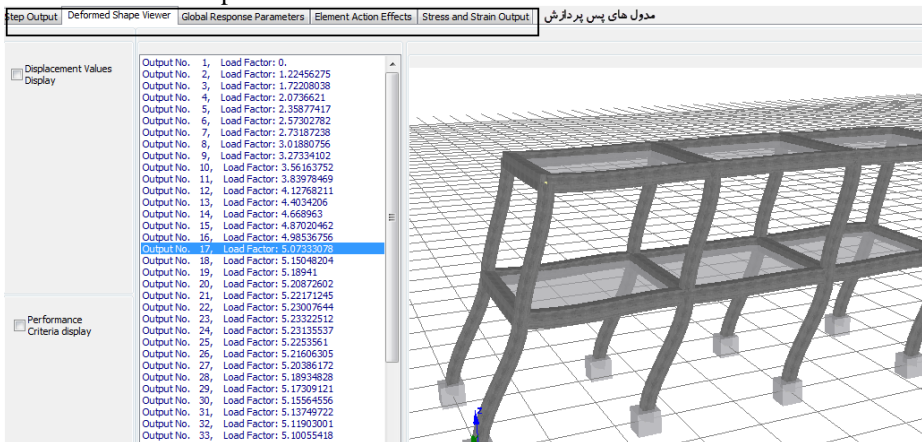 Step Output Deformed Shape Viewer Global Response Parameters Element Action Effects Stress and Strain Output مدول های پس پردازش
Displacement Values
Display
Output No. 1, Load Factor: 0.
Output No. 2, Load Factor: 1.22456275
Output No. 3, Load Factor: 1.72208038
Output No. 4, Load Factor: 2.0736621
Output No. 5, Load Factor: 2.35877417
Output No. 6, Load Factor: 2.57302782
Output No. 7, Load Factor: 2.73187238
Output No. 8, Load Factor: 3.01880756
Output No. 9, Load Factor: 3.27334102
Output No. 10, Load Factor: 3.56163752
Output No. 11, Load Factor: 3.83978469
Output No. 12, Load Factor: 4.12768211
Output No. 13, Load Factor: 4.4034206
Output No. 14, Load Factor: 4.668963
Output No. 15, Load Factor: 4.87020462
Output No. 16, Load Factor: 4.98536756
Output No. 17, Load Factor: 5.07333078
Output No. 18, Load Factor: 5.15048204
Output No. 19, Load Factor: 5.18941
Output No. 20, Load Factor: 5.20872602
Output No. 21, Load Factor: 5.22171245
Output No. 22, Load Factor: 5.23007644
Output No. 23, Load Factor: 5.23322512
Output No. 24, Load Factor: 5.23135537
Output No. 25, Load Factor: 5.2253561
Output No. 26, Load Factor: 5.21606305
Output No. 27, Load Factor: 5.20386172
Output No. 28, Load Factor: 5.18934828
Output No. 29, Load Factor: 5.17309121
Output No. 30, Load Factor: 5.15564556
Output No. 31, Load Factor: 5.13749722
Output No. 32, Load Factor: 5.11903001
Output No. 33, Load Factor: 5.10055418
Performance
Criteria display
z